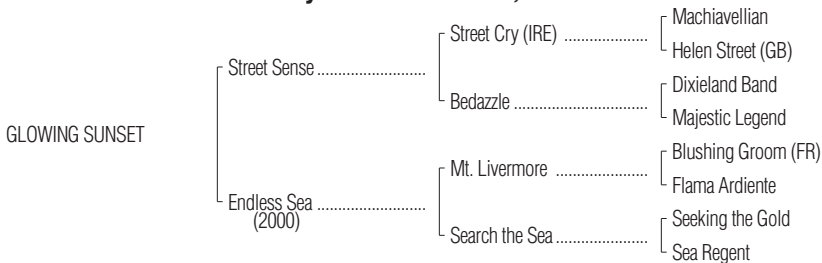 Machiavellian
Street Cry (IRE) ....................
Helen Street (GB)
Street Sense ..........................
Dixieland Band
Bedazzle ................................
Majestic Legend
GLOWING SUNSET
Blushing Groom (FR)
Mt. Livermore ......................
Flama Ardiente
Endless Sea ..........................
(2000)
Seeking the Gold
Search the Sea ......................
Sea Regent